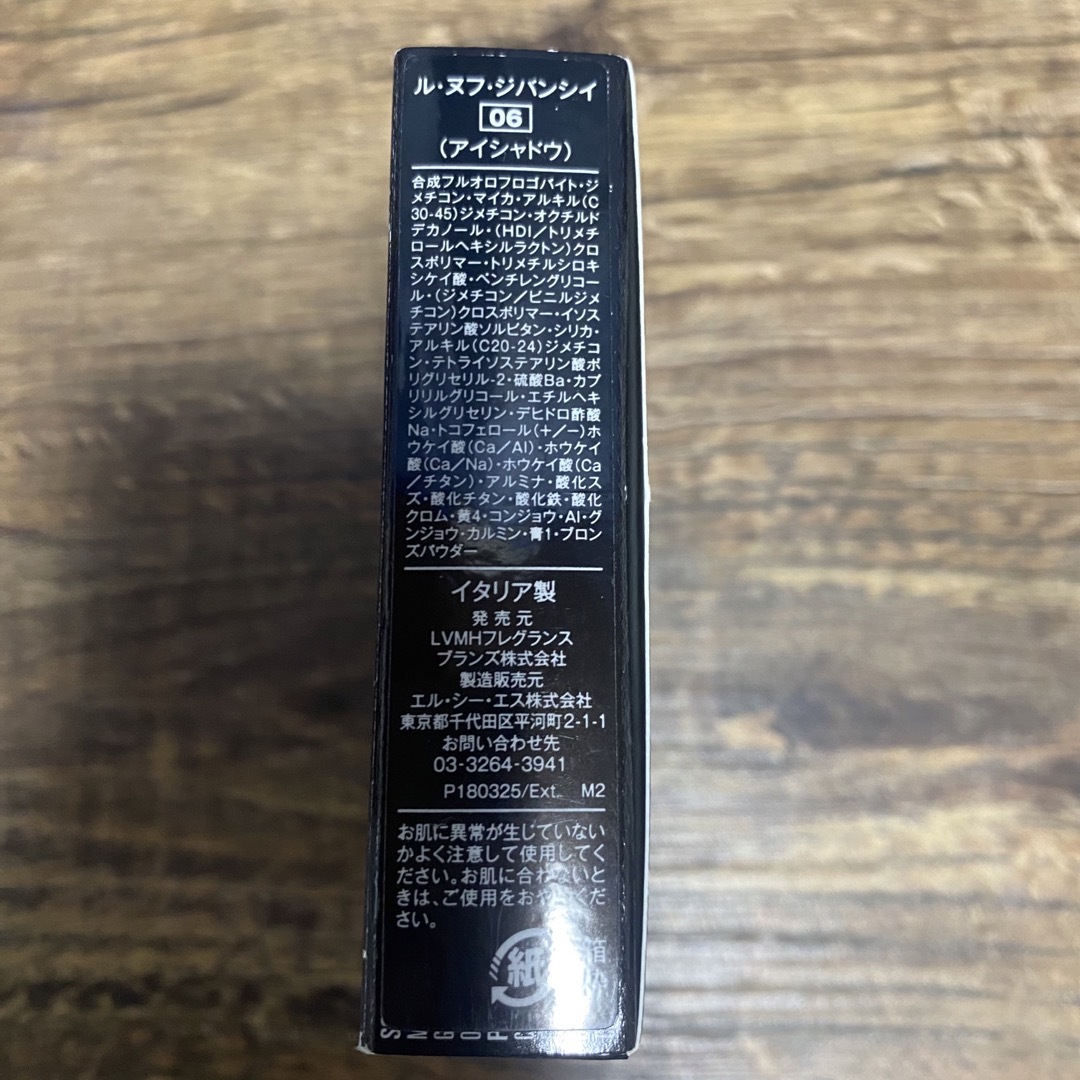 ル・ヌフ・ジバンシイ
06
(アイシャドウ)
合成フルオロフロゴパイト・ジ
メチコン・マイカ・アルキル(C
30-45)ジメチコン・オクチルド
デカノール・(HDI／トリメチ
ロールヘキシルラクトン)クロ
スポリマー・トリメチルシロキ
シケイ酸・ペンチレングリコー
ル・(ジメチコン／ビニルジメ
チコン)クロスポリマー・イソス
テアリン酸ソルビタン・シリカ・
アルキル(C20-24)ジメチコ
ン・テトライソステアリン酸ポ
リグリセリル-2・硫酸Ba・カプ
リリルグリコール・エチルヘキ
シルグリセリン・デヒドロ酢酸
Na・トコフェロール(+/−)ホ
ウケイ酸(Ca／Al)・ホウケイ
酸(Ca／Na)・ホウケイ酸(Ca
／チタン)・アルミナ・酸化ス
ズ・酸化チタン・酸化鉄・酸化
クロム・黄4・コンジョウ・Al・グ
ンジョウ・カルミン・青1・ブロン
ズパウダー
イタリア製
発売元
LVMHフレグランス
ブランズ株式会社
製造販売元
エル・シー・エス株式会社
東京都千代田区平河町2-1-1
お問い合わせ先
03-3264-3941
P180325/Ext. M2
お肌に異常が生じていない
かよく注意して使用してく
ださい。お肌に合わないと
きは、ご使用をおやめくだ
さい。
紙 箱